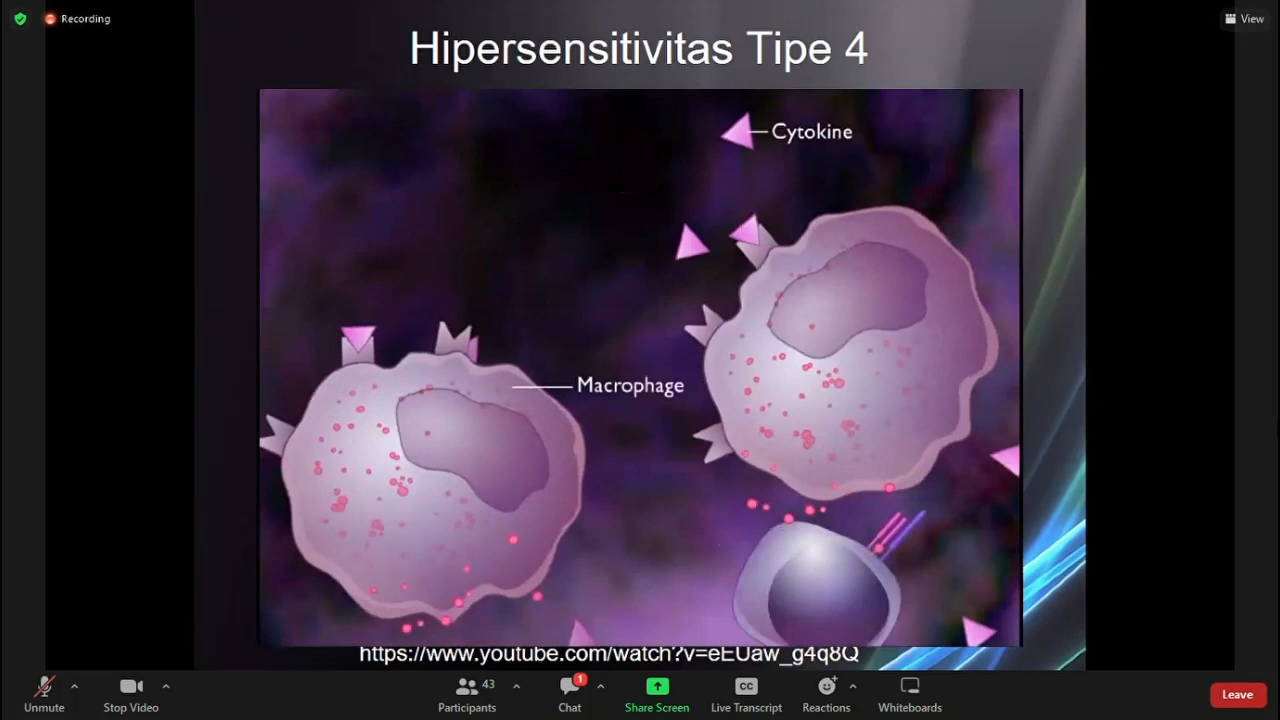 Recording
View
Hipersensitivitas Tipe 4
Cytokine
Macrophage
https://www.youtube.com/watch?v=eEUaw_g4q8Q
Unmute
Stop Video
43
Participants
1
Chat
Share Screen
CC
Live Transcript
Reactions
Whiteboards
Leave